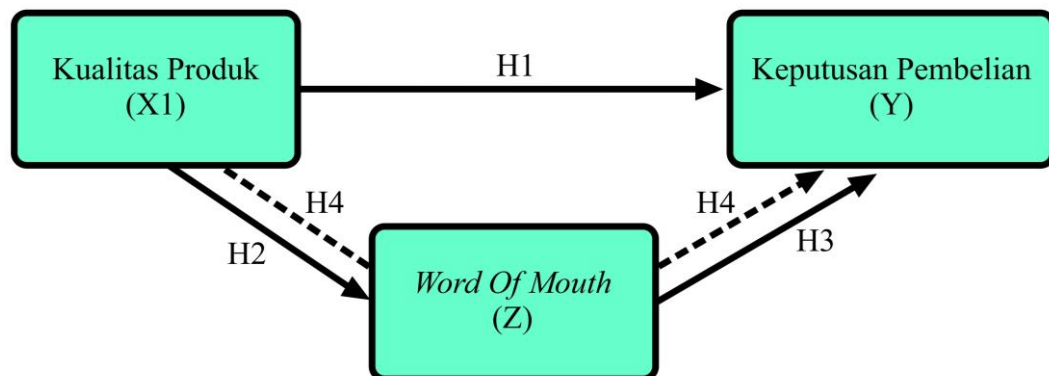 Kualitas Produk
(X1)
H1
Keputusan Pembelian
(Y)
H4
H2
H4
H3
Word Of Mouth
(Z)